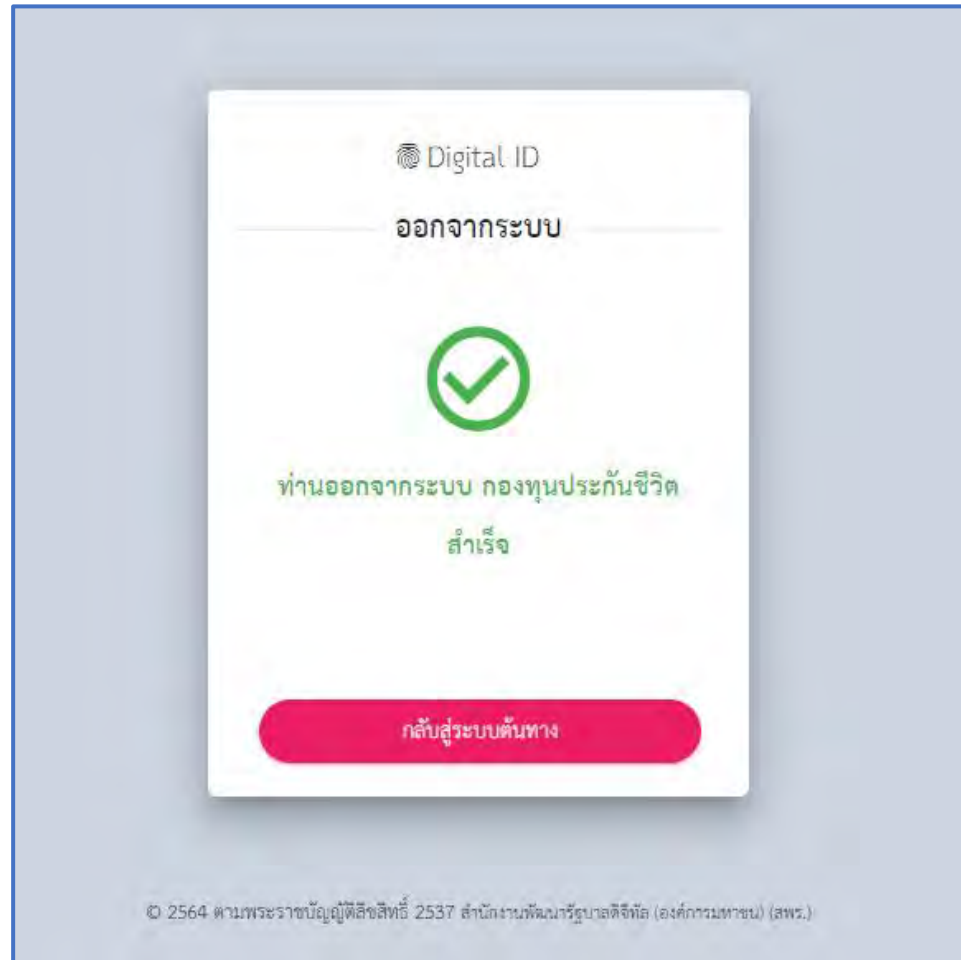 Digital ID
ออกจากระบบ
ท่านออกจากระบบ กองทุนประกันชีวิต
สำเร็จ
กลับสู่ระบบต้นทาง
© 2564 ตามพระราชบัญญัติลิขสิทธิ์ 2537 สำนักงานพัฒนารัฐบาลดิจิทัล (องค์การมหาชน) (สพร.)